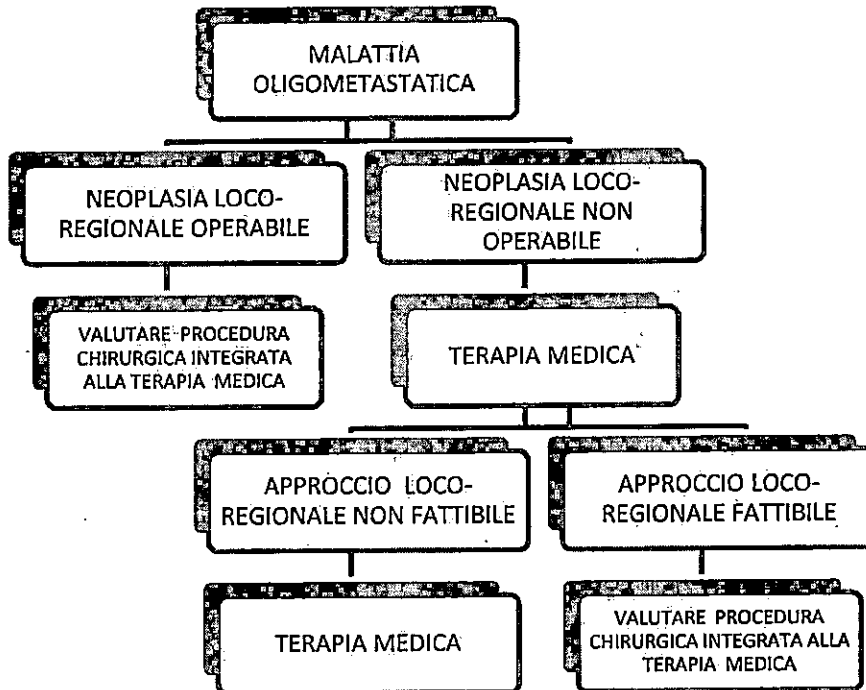 MALATTIA
OLIGOMETASTATICA
NEOPLASIA LOCO-
REGIONALE OPERABILE
NEOPLASIA LOCO-
REGIONALE NON
OPERABILE
VALUTARE PROCEDURA
CHIRURGICA INTEGRATA
ALLA TERAPIA MEDICA
TERAPIA MEDICA
APPROCCIO LOCO-
REGIONALE NON FATTIBILE
APPROCCIO LOCO-
REGIONALE FATTIBILE
TERAPIA MEDICA
VALUTARE PROCEDURA
CHIRURGICA INTEGRATA ALLA
TERAPIA MEDICA